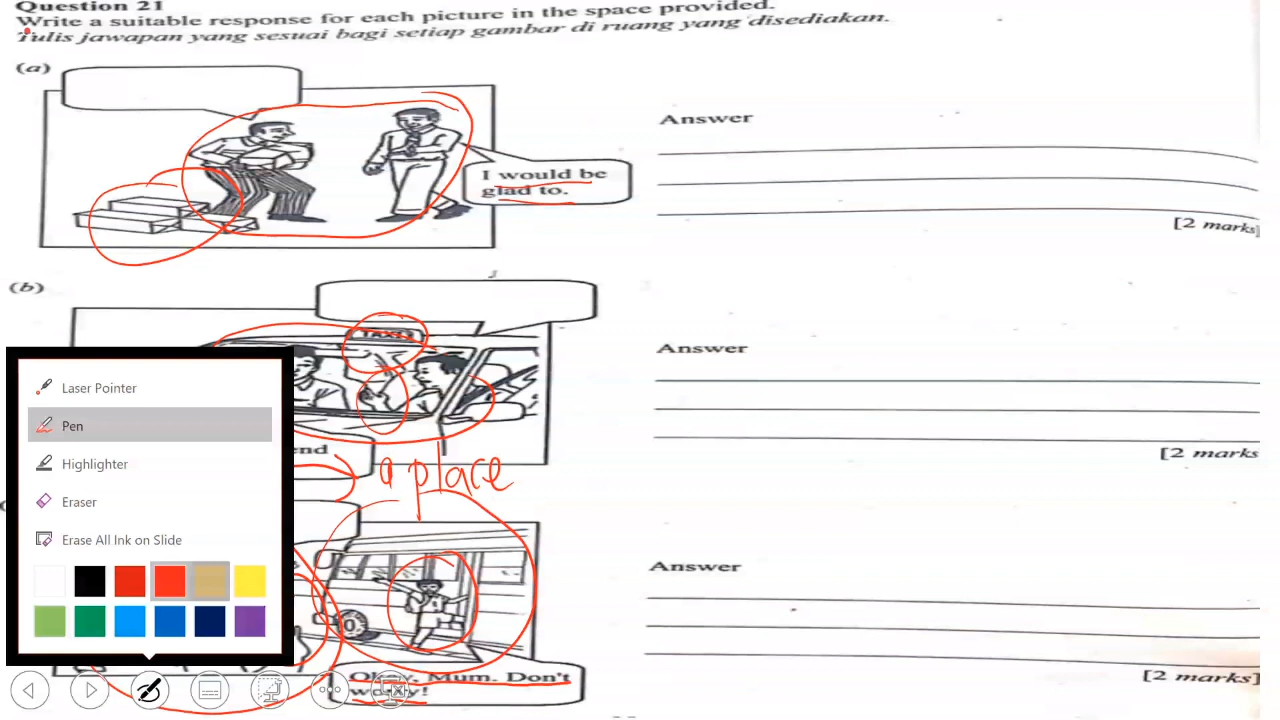 Question 21
Write a suitable response for each picture in the space provided.
Tulis jawapan yang sesuai bagi setiap gambar di ruang yang disediakan.
(a)
I would be
glad to.
Answer
[2 marks]
(b)
TAXI
end
a place
Answer
[2 marks
Laser Pointer
Pen
Highlighter
Eraser
Erase All Ink on Slide
Okay, Mum. Don't
worry!
Answer
[2 marks]